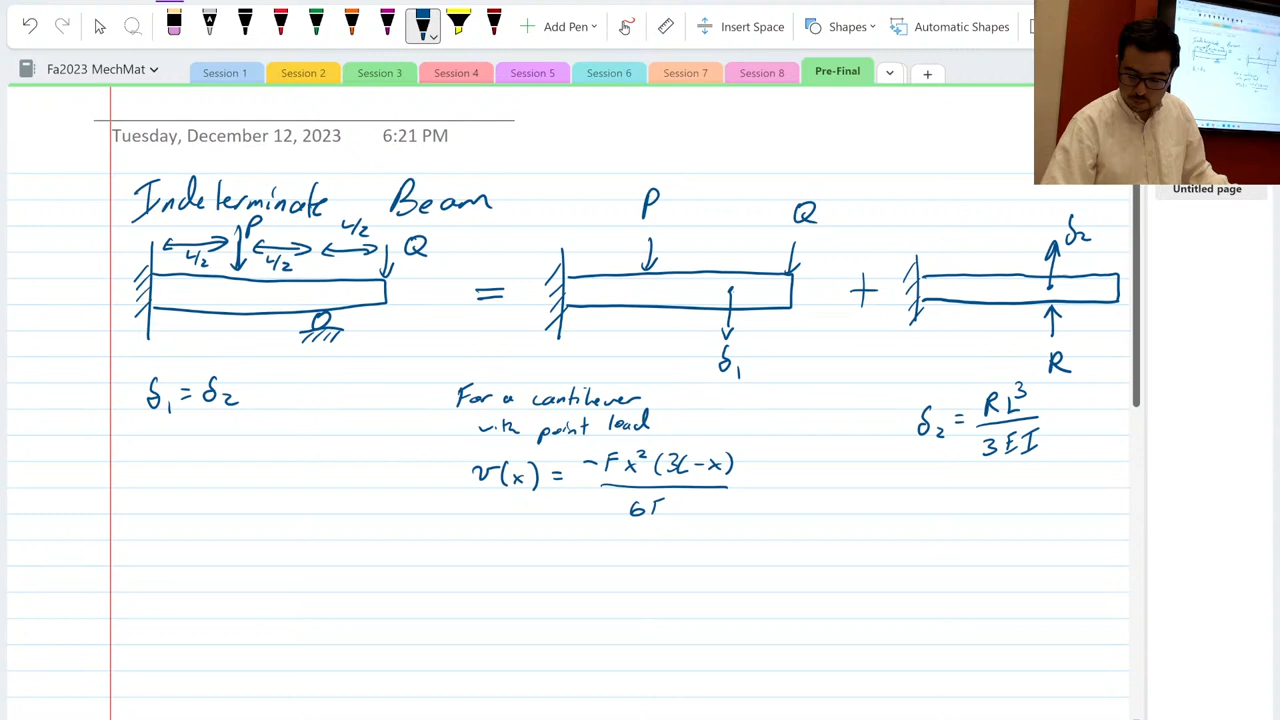 Add Pen
Insert Space
Shapes
Automatic Shapes
Fa2023 MechMat
Session 1
Session 2
Session 3
Session 4
Session 5
Session 6
Session 7
Session 8
Pre-Final
Tuesday, December 12, 2023 6:21 PM
Untitled page
Indeterminate Beam
P
L/2
L/2
L/2
Q
=
P
Q
δ₁
+
δ₂
R
δ₁ = δ₂
For a cantilever
with point load
v(x) = -Fx²(3L-x)
6E
δ₂ = RL³
3EI